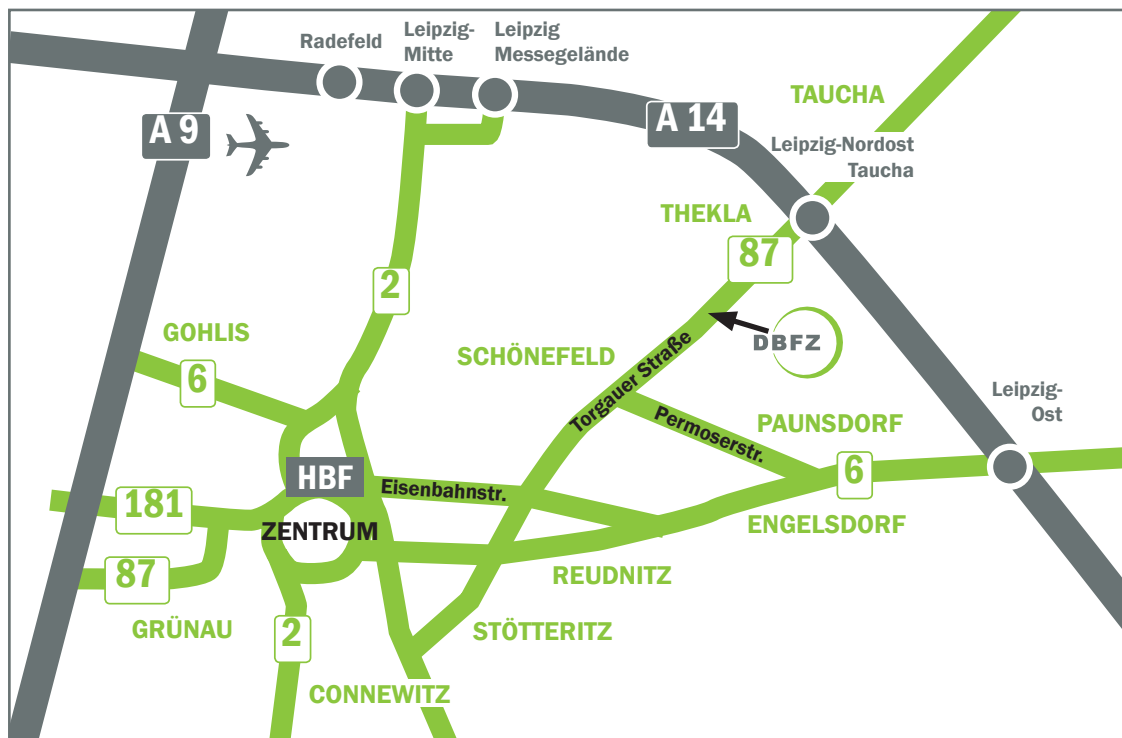 Radefeld
Leipzig-
Mitte
Leipzig
Messegelände
A 9
A 14
TAUCHA
Leipzig-Nordost
Taucha
THEKLA
87
2
GOHLIS
6
SCHÖNEFELD
Torgauer Straße
DBFZ
Permoserstr.
Leipzig-
Ost
PAUNSDORF
6
HBF
Eisenbahnstr.
181
ZENTRUM
ENGELSDORF
87
REUDNITZ
GRÜNAU
2
STÖTTERITZ
CONNEWITZ